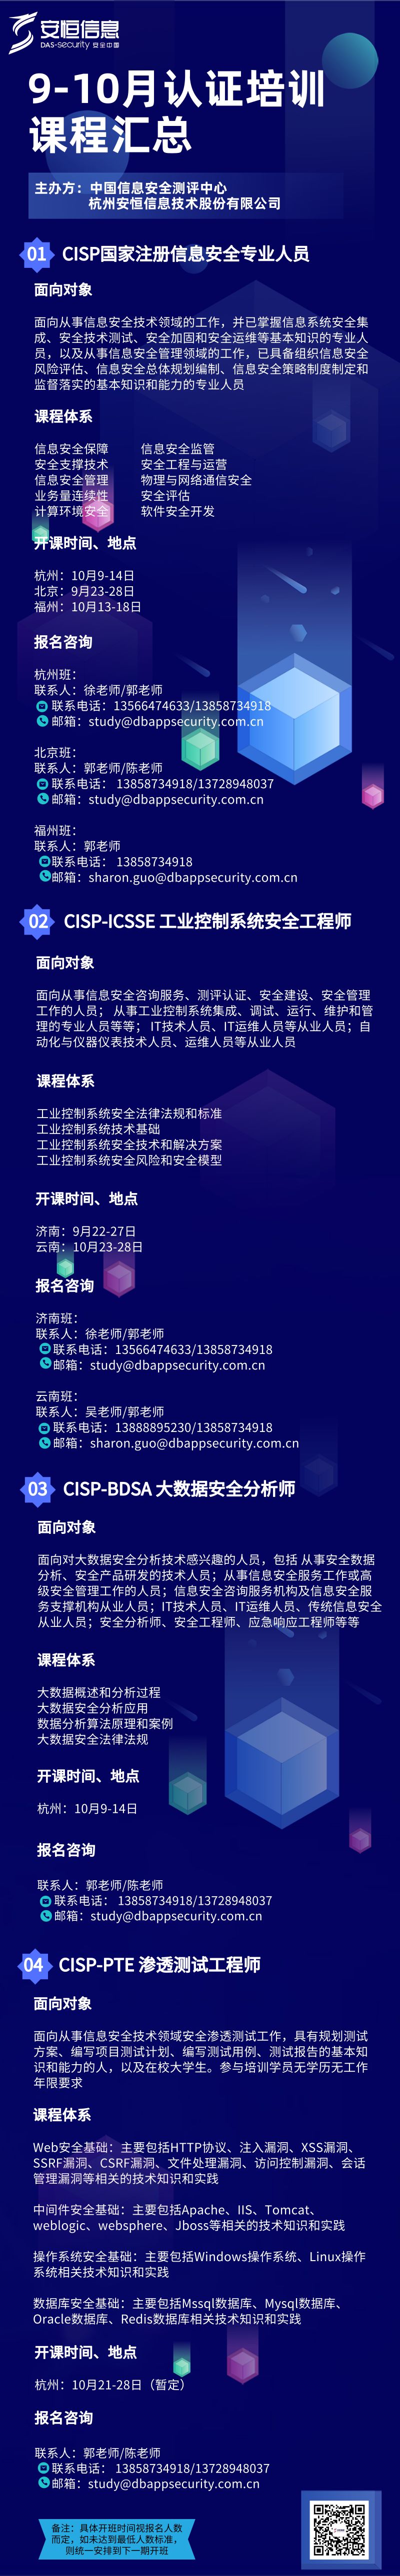 安恒信息
DAS-security 安全中国
9-10月认证培训
课程汇总
主办方：中国信息安全测评中心
杭州安恒信息技术股份有限公司
01 CISP国家注册信息安全专业人员
面向对象
面向从事信息安全技术领域的工作，并已掌握信息系统安全集
成、安全技术测试、安全加固和安全运维等基本知识的专业人
员，以及从事信息安全管理领域的工作，已具备组织信息安全
风险评估、信息安全总体规划编制、信息安全策略制度制定和
监督落实的基本知识和能力的专业人员
课程体系
信息安全保障 信息安全监管
安全支撑技术 安全工程与运营
信息安全管理 物理与网络通信安全
业务量连续性 安全评估
计算环境安全 软件安全开发
开课时间、地点
杭州：10月9-14日
北京：9月23-28日
福州：10月13-18日
报名咨询
杭州班：
联系人：徐老师/郭老师
联系电话：13566474633/13858734918
邮箱：study@dbappsecurity.com.cn
北京班：
联系人：郭老师/陈老师
联系电话： 13858734918/13728948037
邮箱：study@dbappsecurity.com.cn
福州班：
联系人：郭老师
联系电话： 13858734918
邮箱：sharon.guo@dbappsecurity.com.cn
02 CISP-ICSSE 工业控制系统安全工程师
面向对象
面向从事信息安全咨询服务、测评认证、安全建设、安全管理
工作的人员； 从事工业控制系统集成、调试、运行、维护和管
理的专业人员等等； IT技术人员、IT运维人员等从业人员；自
动化与仪器仪表技术人员、运维人员等从业人员
课程体系
工业控制系统安全法律法规和标准
工业控制系统技术基础
工业控制系统安全技术和解决方案
工业控制系统安全风险和安全模型
开课时间、地点
济南：9月22-27日
云南：10月23-28日
报名咨询
济南班：
联系人：徐老师/郭老师
联系电话：13566474633/13858734918
邮箱：study@dbappsecurity.com.cn
云南班：
联系人：吴老师/郭老师
联系电话：13888895230/13858734918
邮箱：sharon.guo@dbappsecurity.com.cn
03 CISP-BDSA 大数据安全分析师
面向对象
面向对大数据安全分析技术感兴趣的人员，包括 从事安全数据
分析、安全产品研发的技术人员；从事信息安全服务工作或高
级安全管理工作的人员；信息安全咨询服务机构及信息安全服
务支撑机构从业人员；IT技术人员、IT运维人员、传统信息安全
从业人员；安全分析师、安全工程师、应急响应工程师等等
课程体系
大数据概述和分析过程
大数据安全分析应用
数据分析算法原理和案例
大数据安全法律法规
开课时间、地点
杭州：10月9-14日
报名咨询
联系人：郭老师/陈老师
联系电话： 13858734918/13728948037
邮箱：study@dbappsecurity.com.cn
04 CISP-PTE 渗透测试工程师
面向对象
面向从事信息安全技术领域安全渗透测试工作，具有规划测试
方案、编写项目测试计划、编写测试用例、测试报告的基本知
识和能力的人，以及在校大学生。参与培训学员无学历无工作
年限要求
课程体系
Web安全基础：主要包括HTTP协议、注入漏洞、XSS漏洞、
SSRF漏洞、CSRF漏洞、文件处理漏洞、访问控制漏洞、会话
管理漏洞等相关的技术知识和实践
中间件安全基础：主要包括Apache、IIS、Tomcat、
weblogic、websphere、Jboss等相关的技术知识和实践
操作系统安全基础：主要包括Windows操作系统、Linux操作
系统相关技术知识和实践
数据库安全基础：主要包括Mssql数据库、Mysql数据库、
Oracle数据库、Redis数据库相关技术知识和实践
开课时间、地点
杭州：10月21-28日（暂定）
报名咨询
联系人：郭老师/陈老师
联系电话： 13858734918/13728948037
邮箱：study@dbappsecurity.com.cn
备注：具体开班时间视报名人数
而定，如未达到最低人数标准，
则统一安排到下一期开班